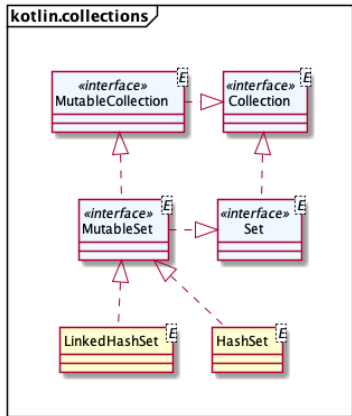 kotlin.collections
E
«interface»
MutableCollection
E
«interface»
Collection
E
«interface»
MutableSet
E
«interface»
Set
E
LinkedHashSet
E
HashSet